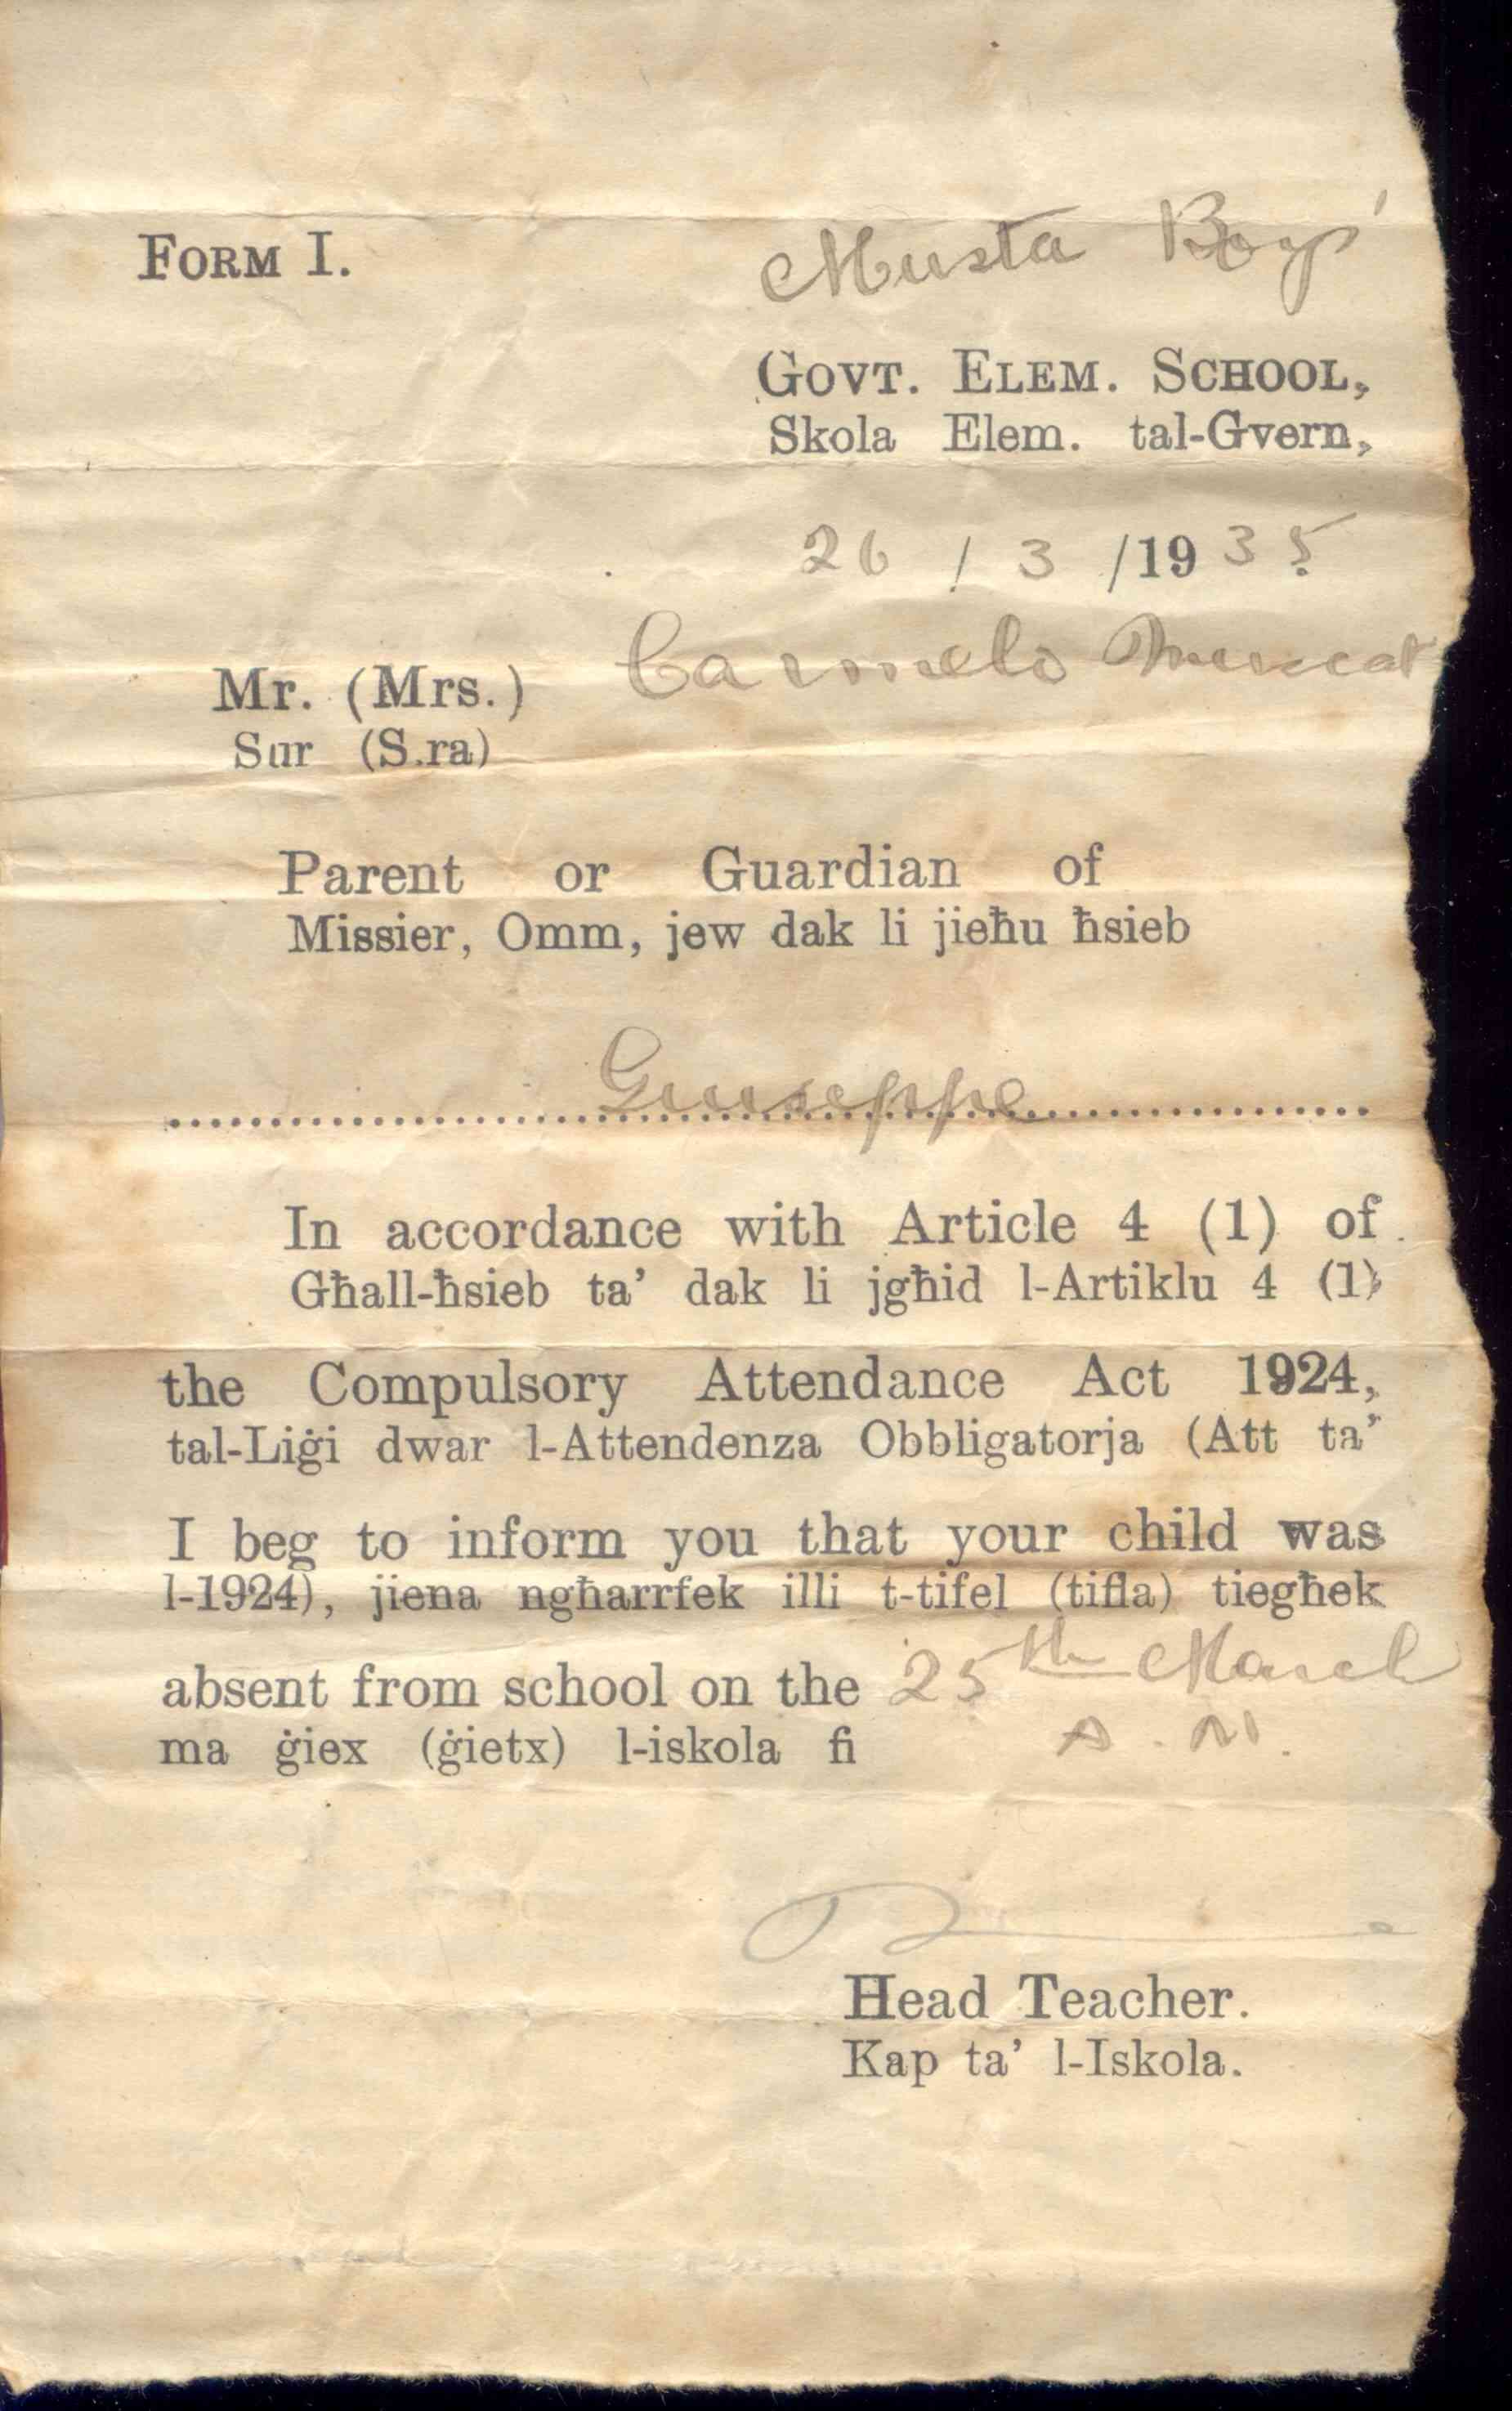 FORM I.
Musta Boys'
GOVT. ELEM. SCHOOL,
Skola Elem. tal-Gvern,
26 / 3 /1935
Mr. (Mrs.) Carmelo Muscat
Sur (S.ra)
Parent or Guardian of
Missier, Omm, jew dak li jieħu ħsieb
Giuseppe
In accordance with Article 4 (1) of
Għall-ħsieb ta' dak li jgħid l-Artiklu 4 (1)
the Compulsory Attendance Act 1924,
tal-Liġi dwar l-Attendenza Obbligatorja (Att ta'
I beg to inform you that your child was
l-1924), jiena ngħarrfek illi t-tifel (tifla) tiegħek
absent from school on the 25th March
ma ġiex (ġietx) l-iskola fi A. M.
Head Teacher.
Kap ta' l-Iskola.